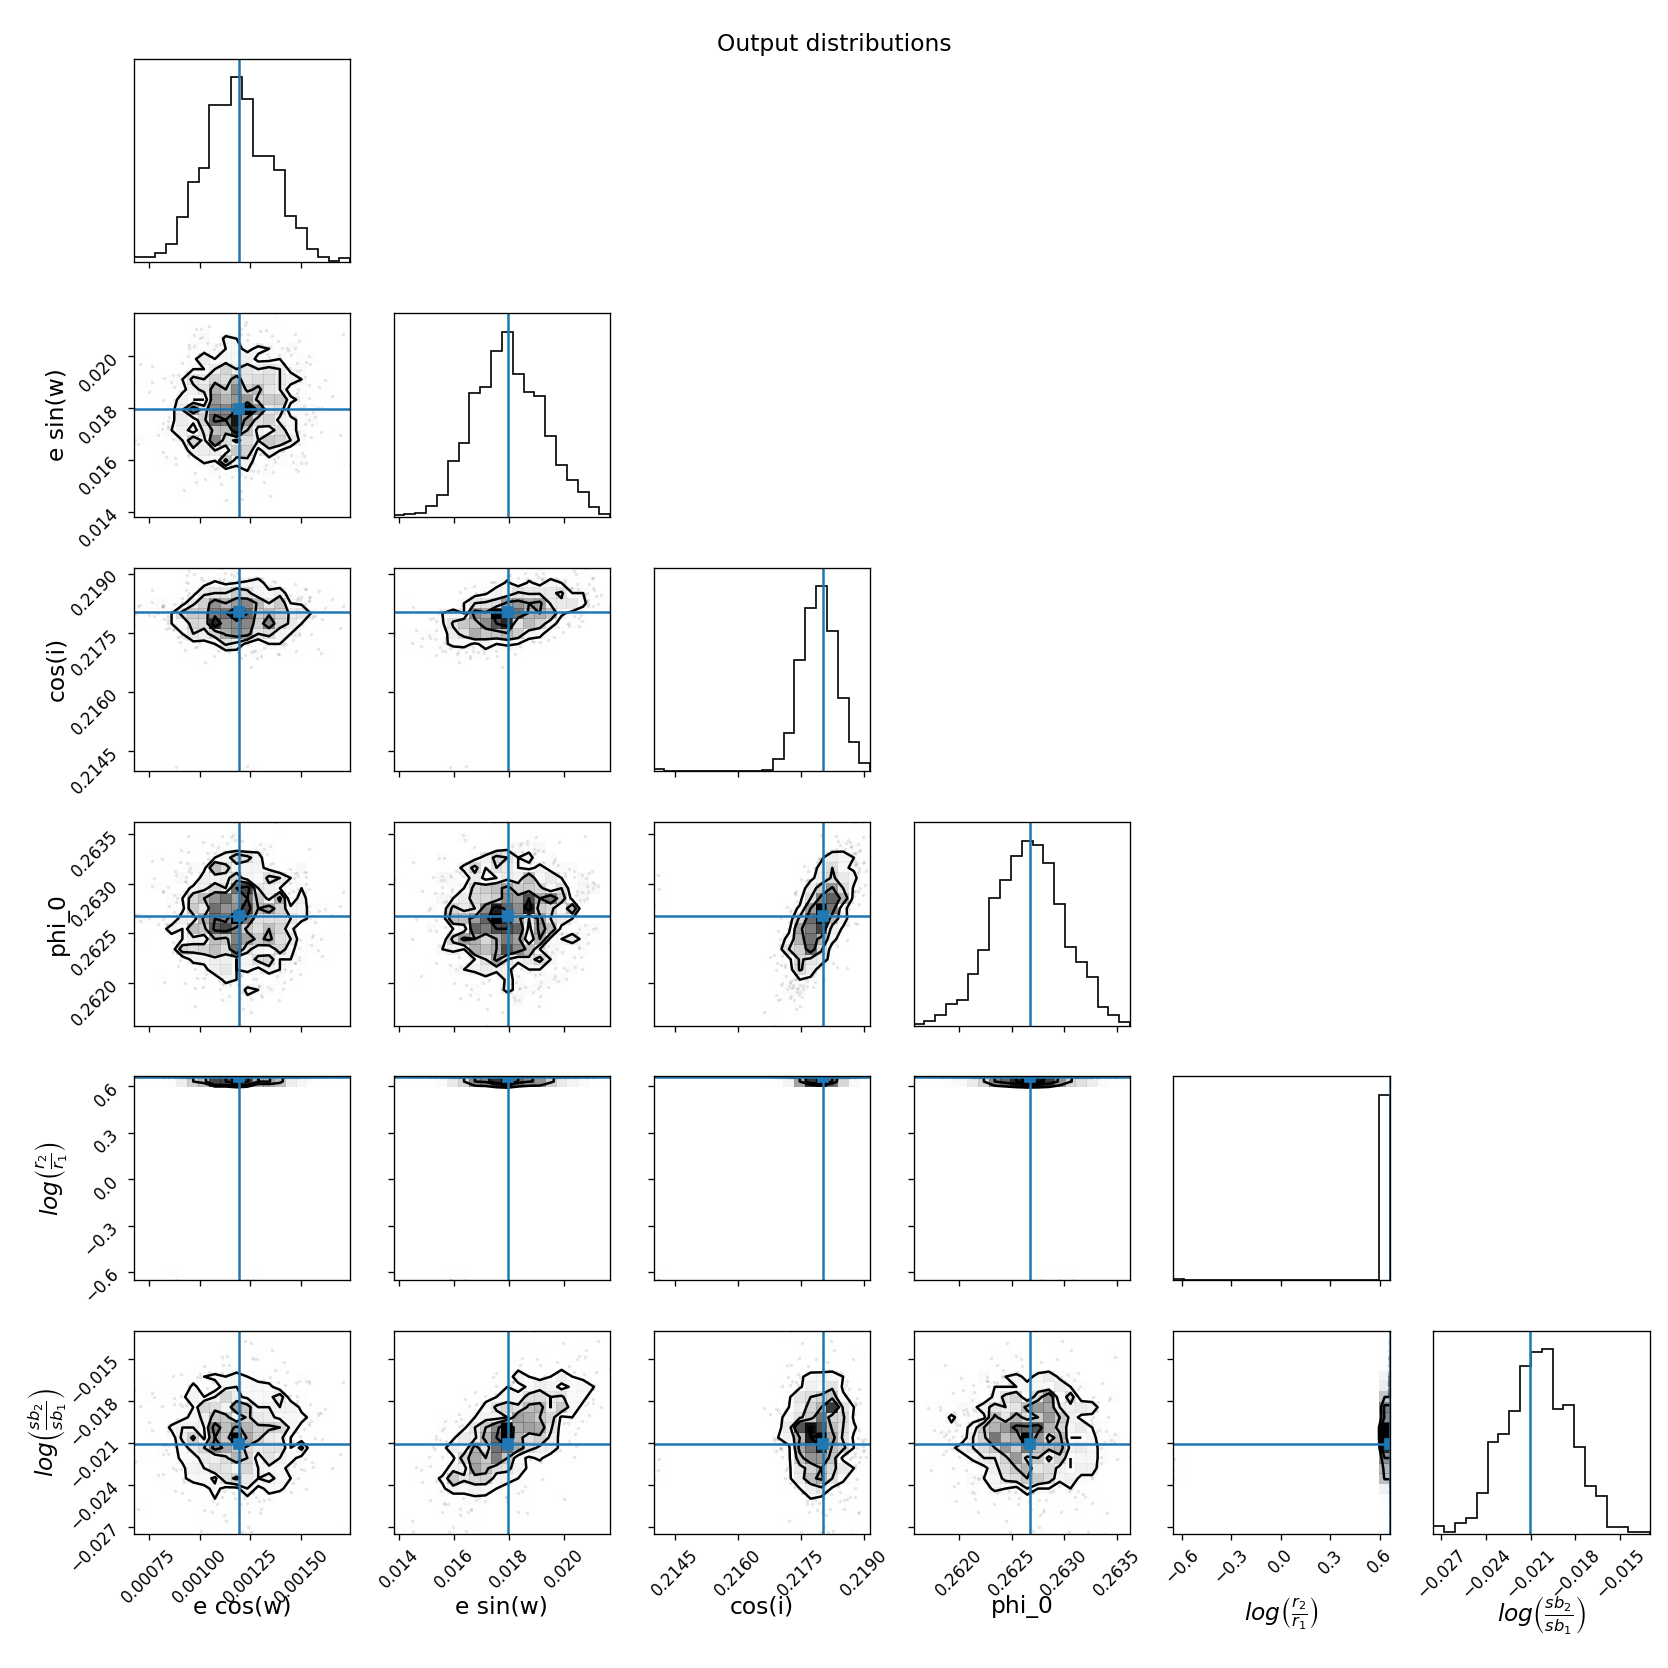 Output distributions
e sin(w)
0.020
0.018
0.016
0.014
cos(i)
0.2190
0.2175
0.2160
0.2145
phi_0
0.2635
0.2630
0.2625
0.2620
log(r₂/r₁)
0.6
0.3
0.0
−0.3
−0.6
log(sb₂/sb₁)
−0.015
−0.018
−0.021
−0.024
−0.027
0.00075 0.00100 0.00125 0.00150
0.014 0.016 0.018 0.020
0.2145 0.2160 0.2175 0.2190
0.2620 0.2625 0.2630 0.2635
−0.6 −0.3 0.0 0.3 0.6
−0.027 −0.024 −0.021 −0.018 −0.015
e cos(w) e sin(w) cos(i) phi_0 log(r₂/r₁) log(sb₂/sb₁)